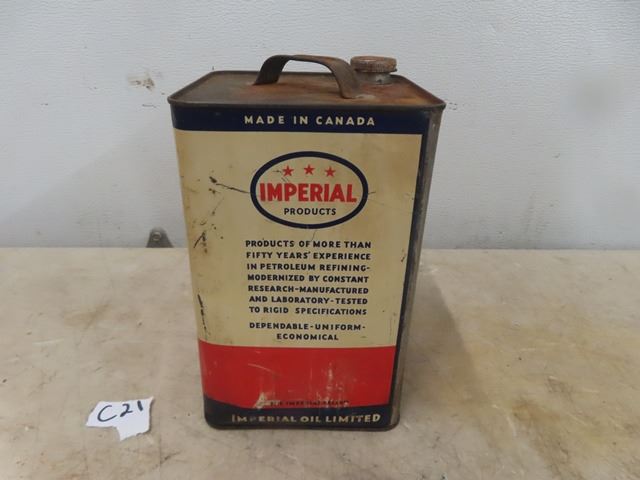 MADE IN CANADA
IMPERIAL
PRODUCTS
PRODUCTS OF MORE THAN
FIFTY YEARS' EXPERIENCE
IN PETROLEUM REFINING-
MODERNIZED BY CONSTANT
RESEARCH-MANUFACTURED
AND LABORATORY-TESTED
TO RIGID SPECIFICATIONS
DEPENDABLE-UNIFORM-
ECONOMICAL
IMPERIAL OIL LIMITED
C21